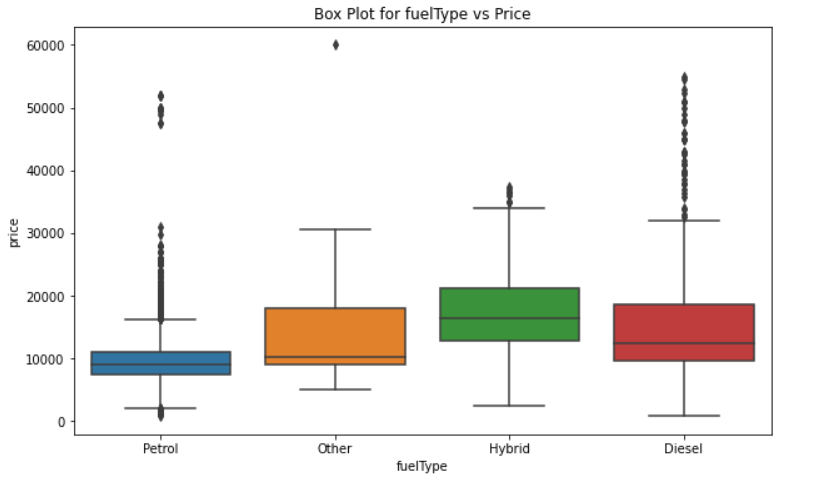 Box Plot for fuelType vs Price
60000
50000
40000
30000
20000
10000
0
price
Petrol Other Hybrid Diesel
fuelType